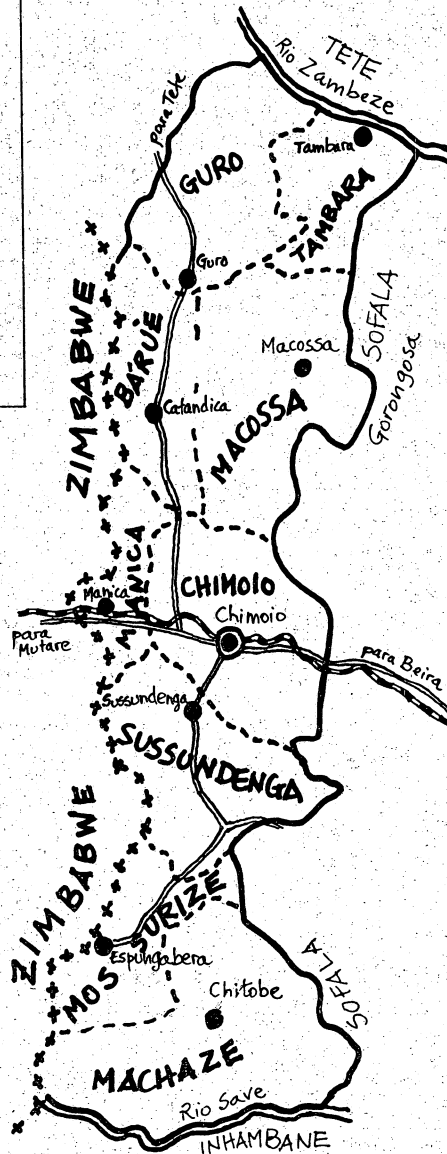 TETE
Rio Zambeze
para Tete
GURO
Tambara
TAMBARA
Guro
ZIMBABWE
BÁRUE
SOFALA
Gorongosa
Macossa
MACOSSA
Catandica
MANICA
Manica
CHIMOIO
Chimoio
para
Mutare
para Beira
Sussundenga
SUSSUNDENGA
ZIMBABWE
MOSSURIZE
Espungabera
SOFALA
Chitobe
MACHAZE
Rio Save
INHAMBANE